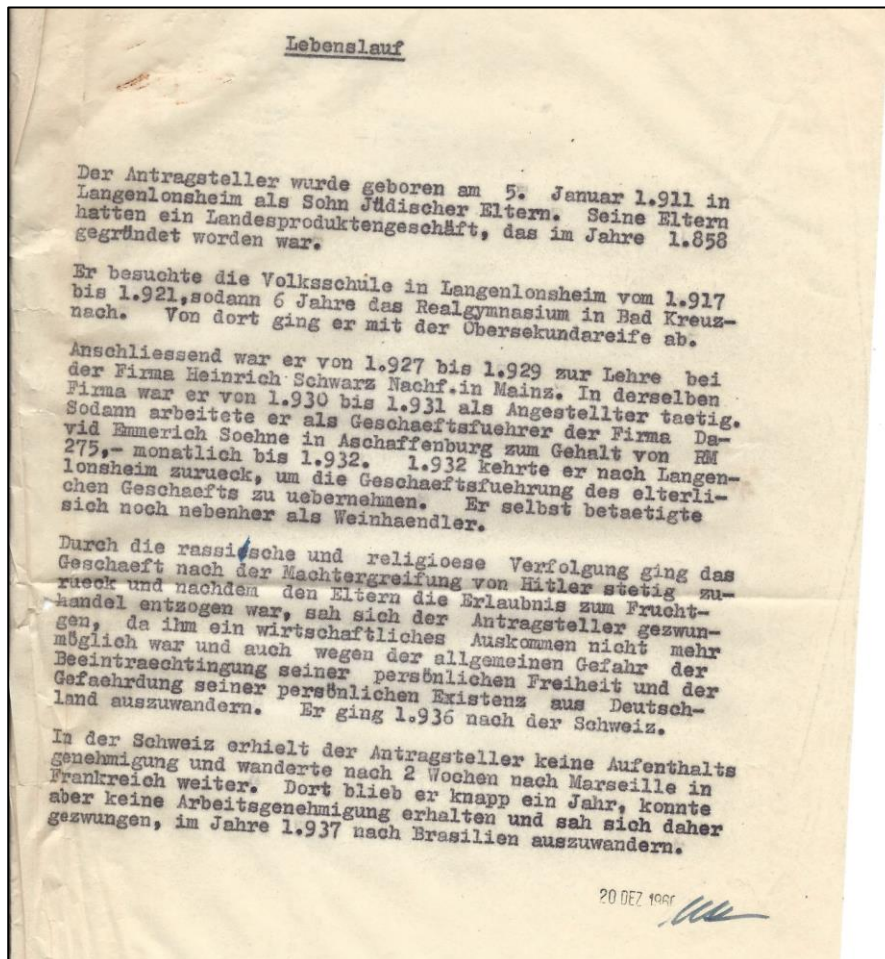 Lebenslauf
Der Antragsteller wurde geboren am 5. Januar 1.911 in
Langenlonsheim als Sohn Jüdischer Eltern. Seine Eltern
hatten ein Landesproduktengeschäft, das im Jahre 1.858
gegründet worden war.
Er besuchte die Volksschule in Langenlonsheim vom 1.917
bis 1.921,sodann 6 Jahre das Realgymnasium in Bad Kreuz-
nach. Von dort ging er mit der Obersekundareife ab.
Anschliessend war er von 1.927 bis 1.929 zur Lehre bei
der Firma Heinrich Schwarz Nachf.in Mainz. In derselben
Firma war er von 1.930 bis 1.931 als Angestellter taetig.
Sodann arbeitete er als Geschaeftsfuehrer der Firma Da-
vid Emmerich Soehne in Aschaffenburg zum Gehalt von RM
275,- monatlich bis 1.932. 1.932 kehrte er nach Langen-
lonsheim zurueck, um die Geschaeftsfuehrung des elterli-
chen Geschaefts zu uebernehmen. Er selbst betaetigte
sich noch nebenher als Weinhaendler.
Durch die rassische und religioese Verfolgung ging das
Geschaeft nach der Machtergreifung von Hitler stetig zu-
rueck und nachdem den Eltern die Erlaubnis zum Frucht-
handel entzogen war, sah sich der Antragsteller gezwun-
gen, da ihm ein wirtschaftliches Auskommen nicht mehr
möglich war und auch wegen der allgemeinen Gefahr der
Beeintraechtingung seiner persönlichen Freiheit und der
Gefaehrdung seiner persönlichen Existenz aus Deutsch-
land auszuwandern. Er ging 1.936 nach der Schweiz.
In der Schweiz erhielt der Antragsteller keine Aufenthalts
genehmigung und wanderte nach 2 Wochen nach Marseille in
Frankreich weiter. Dort blieb er knapp ein Jahr, konnte
aber keine Arbeitsgenehmigung erhalten und sah sich daher
gezwungen, im Jahre 1.937 nach Brasilien auszuwandern.
20 DEZ